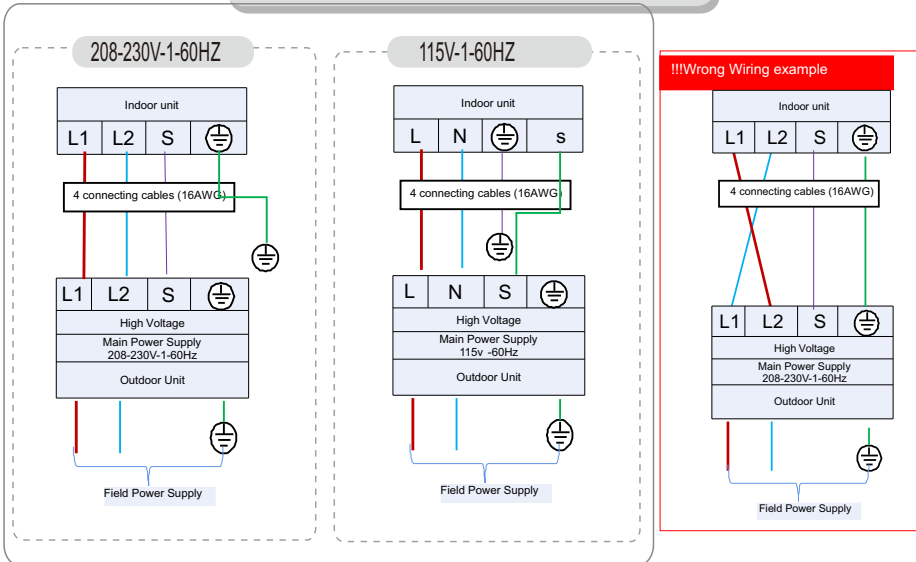 208-230V-1-60HZ
Indoor unit
L1 L2 S
4 connecting cables (16AWG)
L1 L2 S
High Voltage
Main Power Supply
208-230V-1-60Hz
Outdoor Unit
Field Power Supply
115V-1-60HZ
Indoor unit
L N s
4 connecting cables (16AWG)
L N S
High Voltage
Main Power Supply
115v -60Hz
Outdoor Unit
Field Power Supply
!!!Wrong Wiring example
Indoor unit
L1 L2 S
4 connecting cables (16AWG)
L1 L2 S
High Voltage
Main Power Supply
208-230V-1-60Hz
Outdoor Unit
Field Power Supply